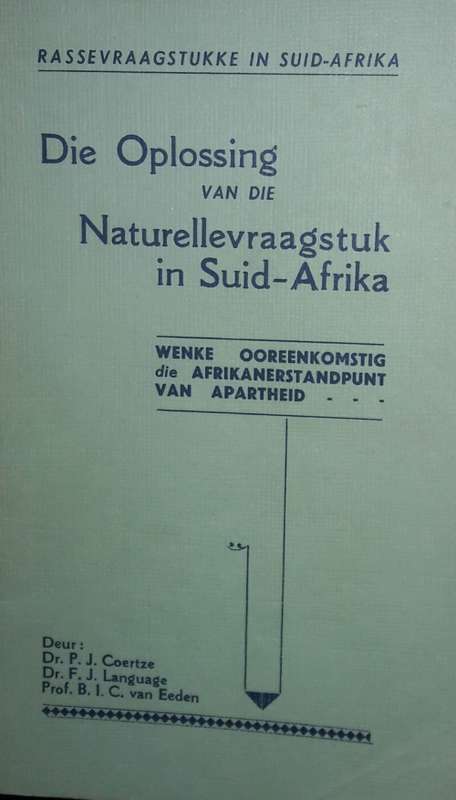 RASSEVRAAGSTUKKE IN SUID-AFRIKA
Die Oplossing
VAN DIE
Naturellevraagstuk
in Suid-Afrika
WENKE OOREENKOMSTIG
die AFRIKANERSTANDPUNT
VAN APARTHEID - - -
Deur :
Dr. P. J. Coertze
Dr. F. J. Language
Prof. B. I. C. van Eeden